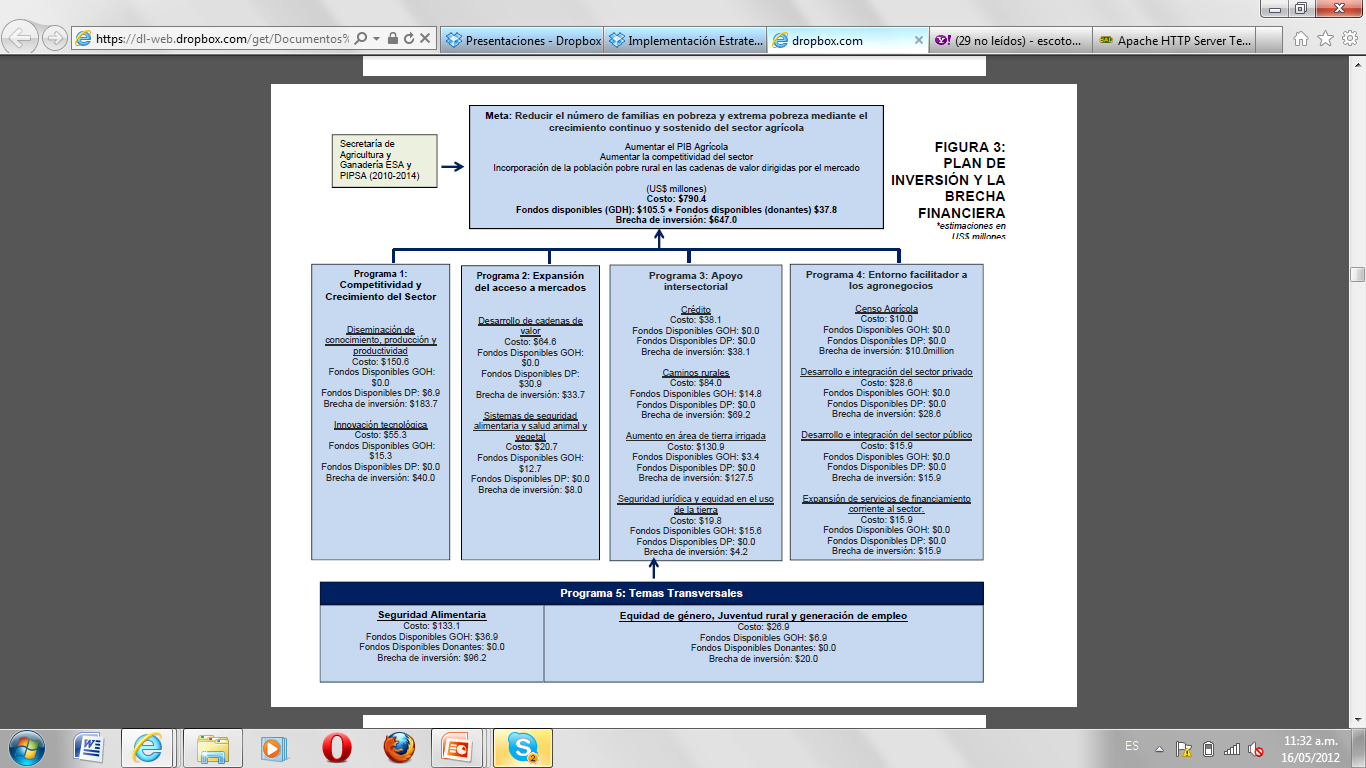 https://dl-web.dropbox.com/get/Documentos%
Presentaciones - Dropbox
Implementación Estrate...
dropbox.com
(29 no leídos) - escoto...
Apache HTTP Server Te...
Secretaría de
Agricultura y
Ganadería ESA y
PIPSA (2010-2014)
Meta: Reducir el número de familias en pobreza y extrema pobreza mediante el
crecimiento continuo y sostenido del sector agrícola
Aumentar el PIB Agrícola
Aumentar la competitividad del sector
Incorporación de la población pobre rural en las cadenas de valor dirigidas por el mercado
(US$ millones)
Costo: $790.4
Fondos disponibles (GDH): $105.5 + Fondos disponibles (donantes) $37.8
Brecha de inversión: $647.0
FIGURA 3:
PLAN DE
INVERSIÓN Y LA
BRECHA
FINANCIERA
*estimaciones en
US$ millones
Programa 1:
Competitividad y
Crecimiento del Sector
Diseminación de
conocimiento, producción y
productividad
Costo: $150.6
Fondos Disponibles GOH:
$0.0
Fondos Disponibles DP: $6.9
Brecha de inversión: $183.7
Innovación tecnológica
Costo: $55.3
Fondos Disponibles GOH:
$15.3
Fondos Disponibles DP: $0.0
Brecha de inversión: $40.0
Programa 2: Expansión
del acceso a mercados
Desarrollo de cadenas de
valor
Costo: $64.6
Fondos Disponibles GOH:
$0.0
Fondos Disponibles DP:
$30.9
Brecha de inversión: $33.7
Sistemas de seguridad
alimentaria y salud animal y
vegetal
Costo: $20.7
Fondos Disponibles GOH:
$12.7
Fondos Disponibles DP: $0.0
Brecha de inversión: $8.0
Programa 3: Apoyo
intersectorial
Crédito
Costo: $38.1
Fondos Disponibles GOH: $0.0
Fondos Disponibles DP: $0.0
Brecha de inversión: $38.1
Caminos rurales
Costo: $84.0
Fondos Disponibles GOH: $14.8
Fondos Disponibles DP: $0.0
Brecha de inversión: $69.2
Aumento en área de tierra irrigada
Costo: $130.9
Fondos Disponibles GOH: $3.4
Fondos Disponibles DP: $0.0
Brecha de inversión: $127.5
Seguridad jurídica y equidad en el uso
de la tierra
Costo: $19.8
Fondos Disponibles GOH: $15.6
Fondos Disponibles DP: $0.0
Brecha de inversión: $4.2
Programa 4: Entorno facilitador a
los agronegocios
Censo Agrícola
Costo: $10.0
Fondos Disponibles GOH: $0.0
Fondos Disponibles DP: $0.0
Brecha de inversión: $10.0million
Desarrollo e integración del sector privado
Costo: $28.6
Fondos Disponibles GOH: $0.0
Fondos Disponibles DP: $0.0
Brecha de inversión: $28.6
Desarrollo e integración del sector público
Costo: $15.9
Fondos Disponibles GOH: $0.0
Fondos Disponibles DP: $0.0
Brecha de inversión: $15.9
Expansión de servicios de financiamiento
corriente al sector.
Costo: $15.9
Fondos Disponibles GOH: $0.0
Fondos Disponibles DP: $0.0
Brecha de inversión: $15.9
Programa 5: Temas Transversales
Seguridad Alimentaria
Costo: $133.1
Fondos Disponibles GOH: $36.9
Fondos Disponibles Donantes: $0.0
Brecha de inversión: $96.2
Equidad de género, Juventud rural y generación de empleo
Costo: $26.9
Fondos Disponibles GOH: $6.9
Fondos Disponibles Donantes: $0.0
Brecha de inversión: $20.0
ES
11:32 a.m.
16/05/2012